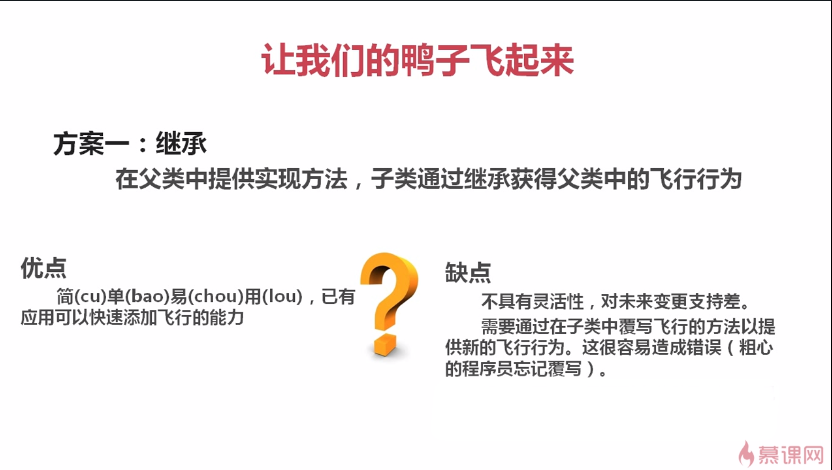 让我们的鸭子飞起来
方案一：继承
在父类中提供实现方法，子类通过继承获得父类中的飞行行为
优点
简(cu)单(bao)易(chou)用(lou)，已有
应用可以快速添加飞行的能力
缺点
不具有灵活性，对未来变更支持差。
需要通过在子类中覆写飞行的方法以提
供新的飞行行为。这很容易造成错误（粗心
的程序员忘记覆写）。
慕课网